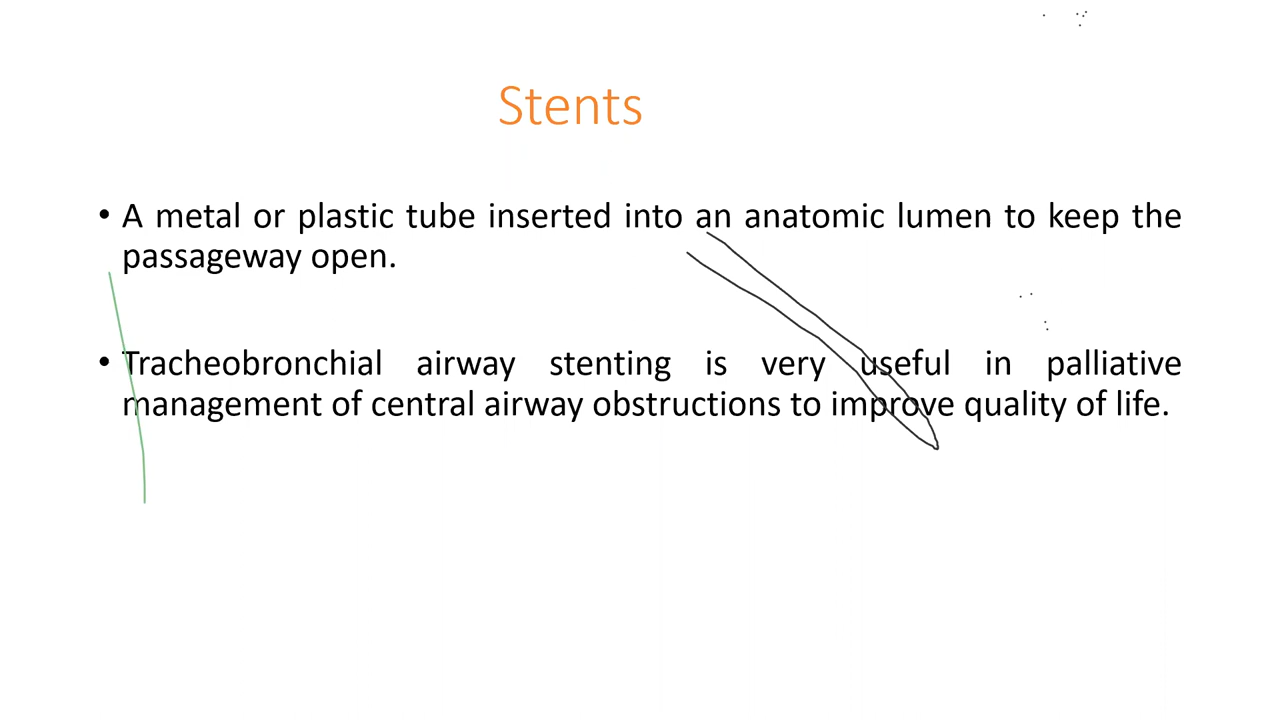 Stents
• A metal or plastic tube inserted into an anatomic lumen to keep the
passageway open.
• Tracheobronchial airway stenting is very useful in palliative
management of central airway obstructions to improve quality of life.